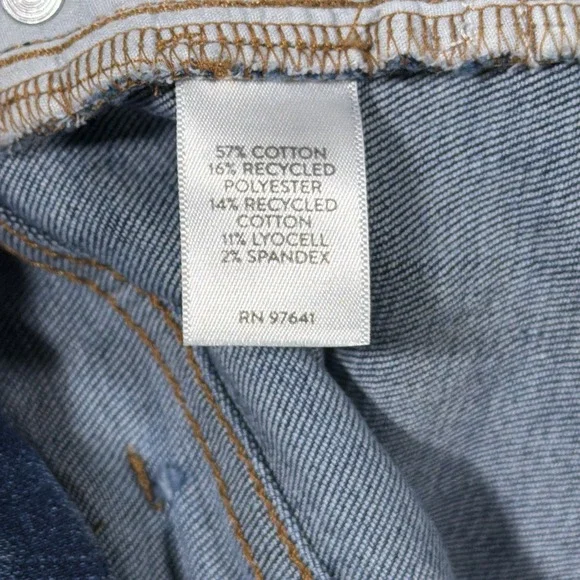 57% COTTON
16% RECYCLED
POLYESTER
14% RECYCLED
COTTON
11% LYOCELL
2% SPANDEX
RN 97641